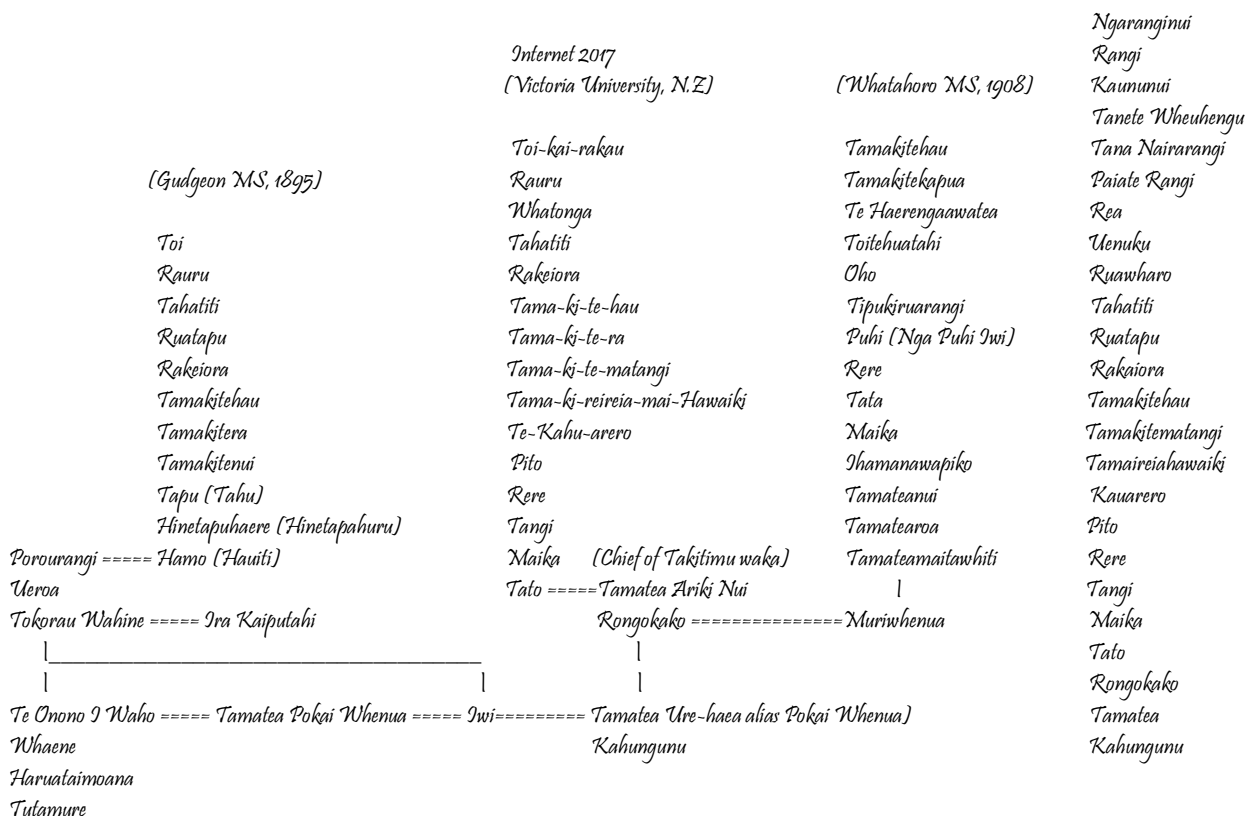 (Gudgeon MS, 1895)
Toi
Rauru
Tahatiti
Ruatapu
Rakeiora
Tamakitehau
Tamakitera
Tamakitenui
Tapu (Tahu)
Hinetapuhaere (Hinetapahuru)
Porourangi ===== Hamo (Hauiti)
Ueroa
Tokorau Wahine ===== Ira Kaiputahi
Internet 2017
(Victoria University, N.Z)
Toi-kai-rakau
Rauru
Whatonga
Tahatiti
Rakeiora
Tama-ki-te-hau
Tama-ki-te-ra
Tama-ki-te-matangi
Tama-ki-reireia-mai-Hawaiki
Te-Kahu-arero
Pito
Rere
Tangi
Maika (Chief of Takitimu waka)
Tato =====Tamatea Ariki Nui
(Whatahoro MS, 1908)
Tamakitehau
Tamakitekapua
Te Haerengaawatea
Toitehuatahi
Oho
Tipukiruarangi
Puhi (Nga Puhi Iwi)
Rere
Tata
Maika
Ihamanawapiko
Tamateanui
Tamatearoa
Tamateamaitawhiti
Rongokako =============== Muriwhenua
Te Onono I Waho ===== Tamatea Pokai Whenua ===== Iwi========= Tamatea Ure-haea alias Pokai Whenua)
Whaene
Haruataimoana
Tutamure
Kahungunu
Ngaranginui
Rangi
Kaununui
Tanete Wheuhengu
Tana Nairarangi
Paiate Rangi
Rea
Uenuku
Ruawharo
Tahatiti
Ruatapu
Rakaiora
Tamakitehau
Tamakitematangi
Tamaireiahawaiki
Kauarero
Pito
Rere
Tangi
Maika
Tato
Rongokako
Tamatea
Kahungunu